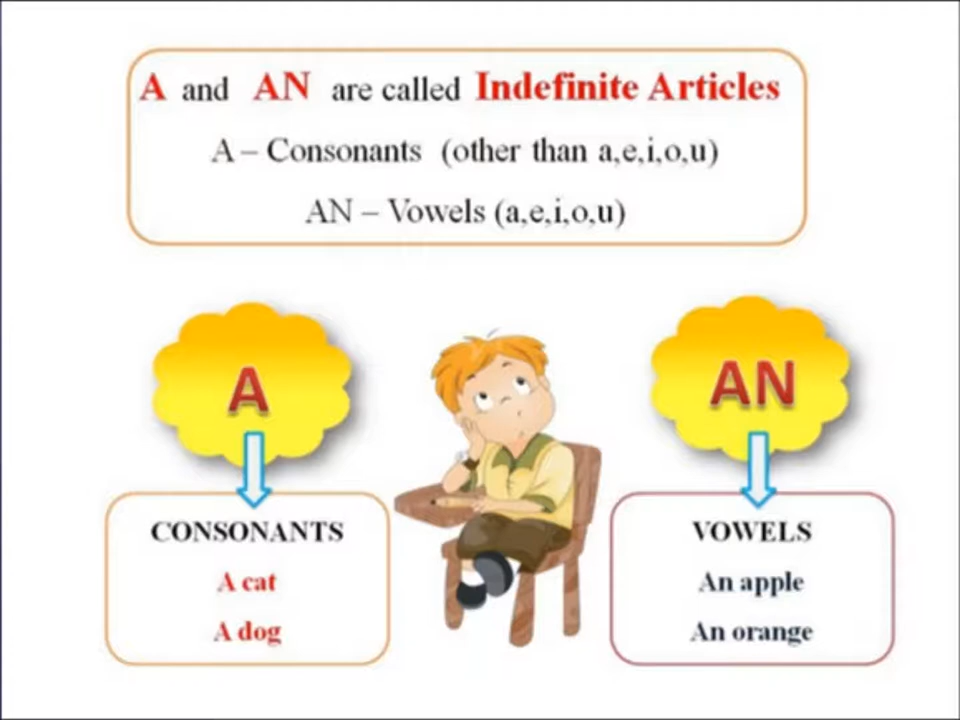 A and AN are called Indefinite Articles
A – Consonants (other than a,e,i,o,u)
AN – Vowels (a,e,i,o,u)
A
AN
CONSONANTS
A cat
A dog
VOWELS
An apple
An orange